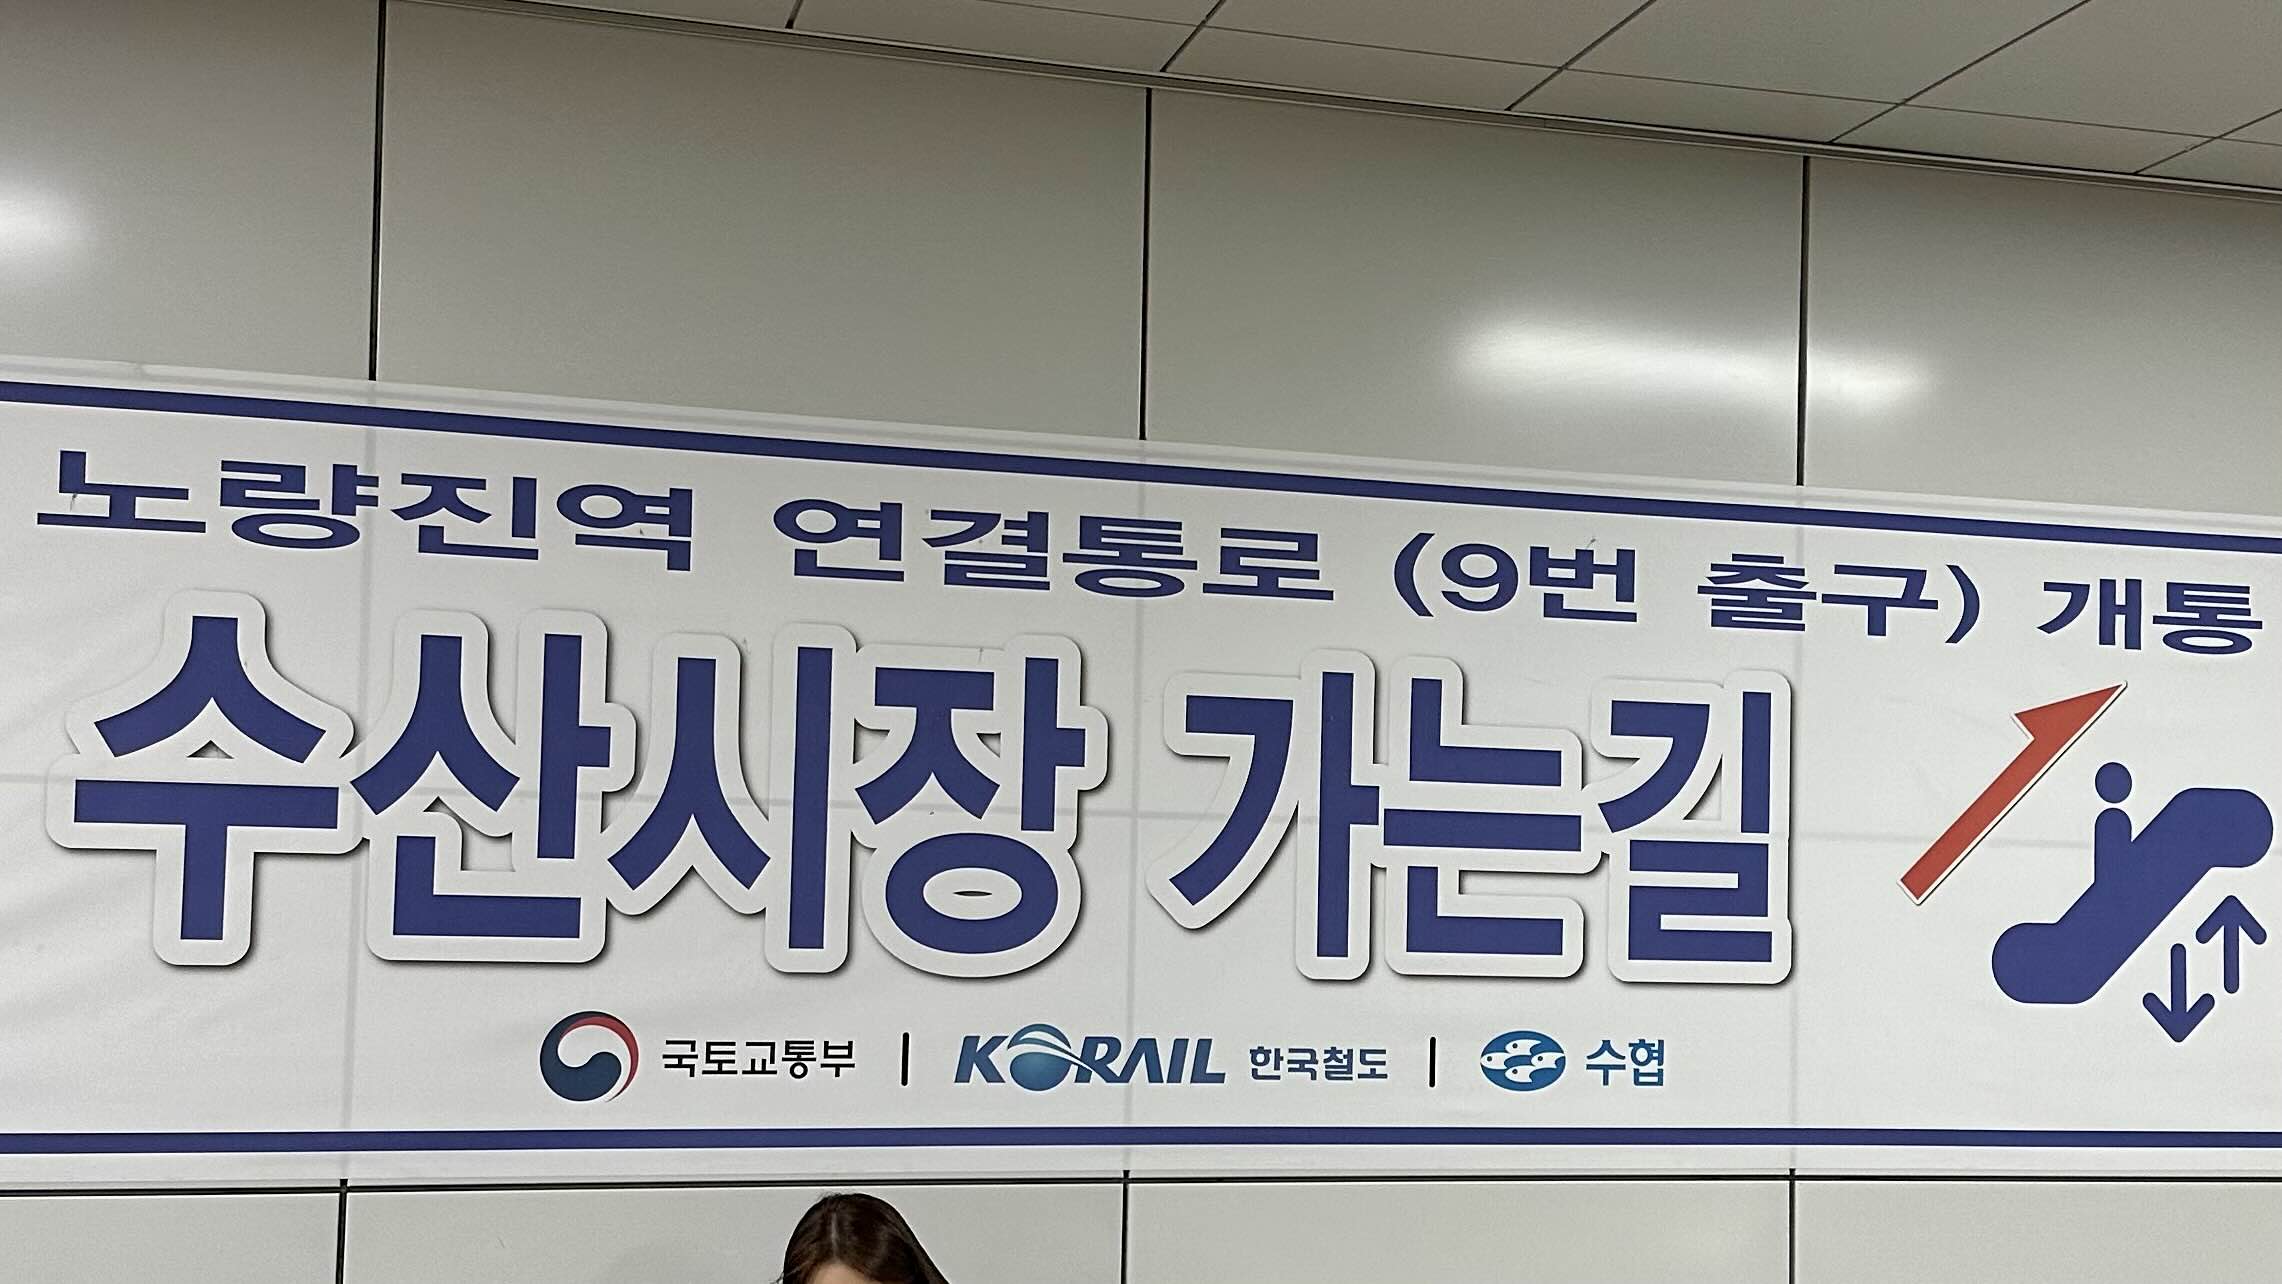 노량진역 연결통로 (9번 출구) 개통
수산시장 가는길
국토교통부 | KORAIL 한국철도 | 수협